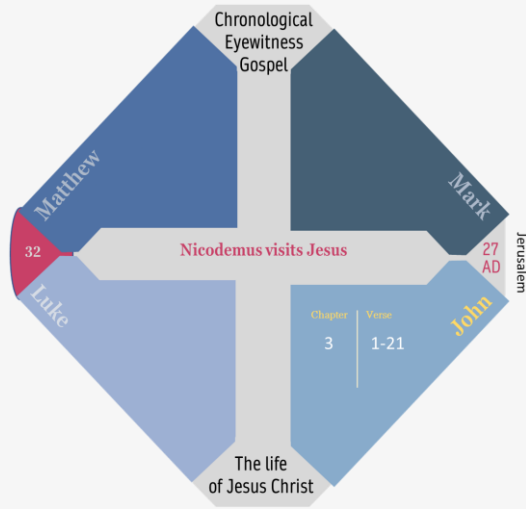 Chronological
Eyewitness
Gospel
Matthew
Mark
32
Nicodemus visits Jesus
27
AD
Jerusalem
Luke
John
Chapter Verse
3 1-21
The life
of Jesus Christ